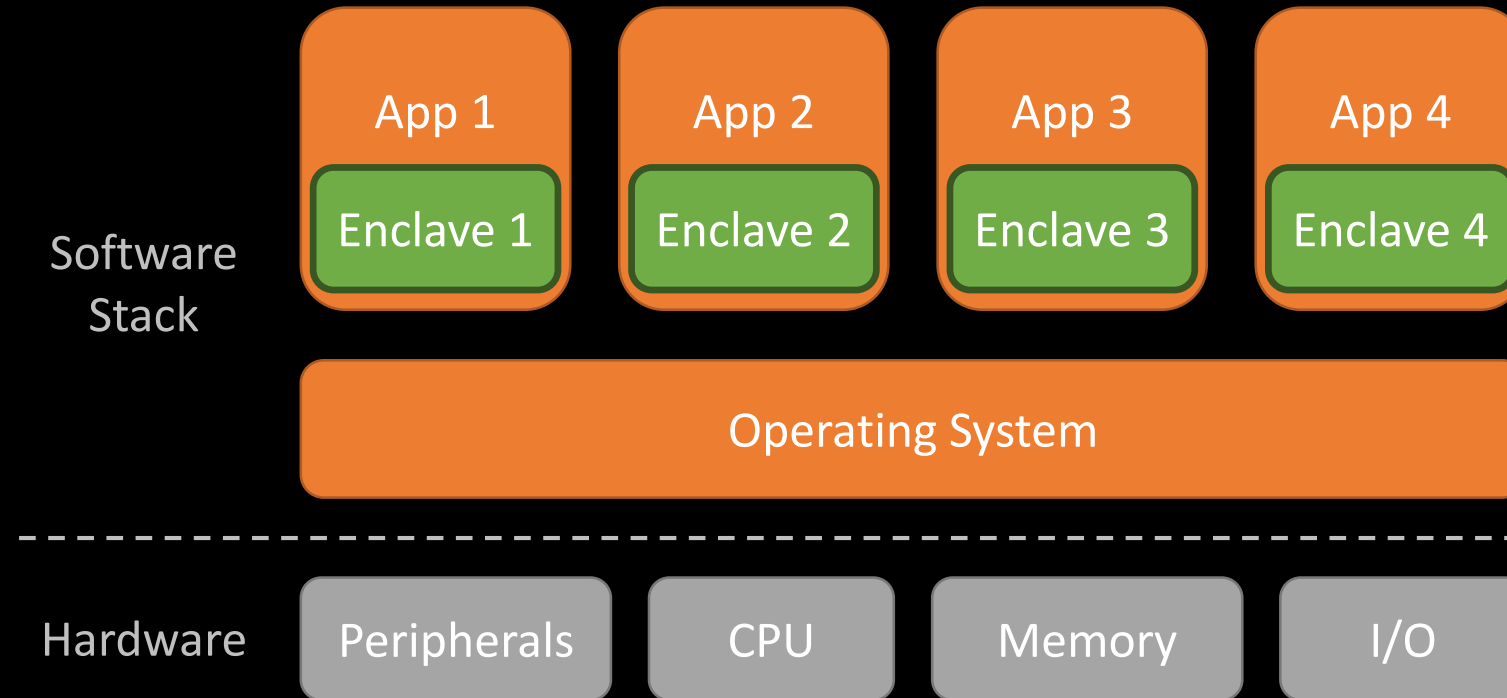 App 1
App 2
App 3
App 4
Enclave 1
Enclave 2
Enclave 3
Enclave 4
Software
Stack
Operating System
Hardware
Peripherals
CPU
Memory
I/O